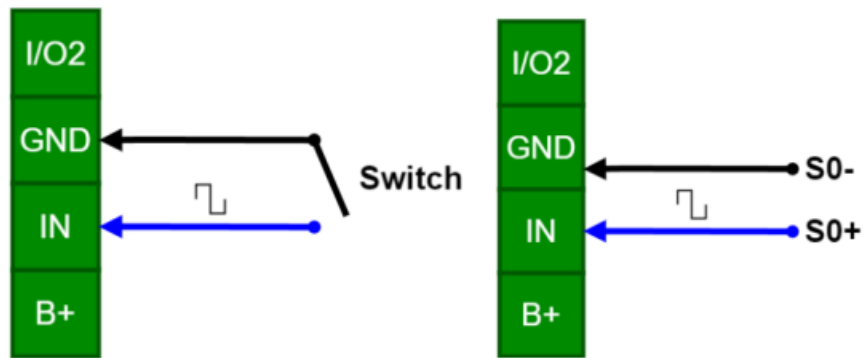 I/O2
GND
IN
B+
Switch
I/O2
GND
IN
B+
S0-
S0+